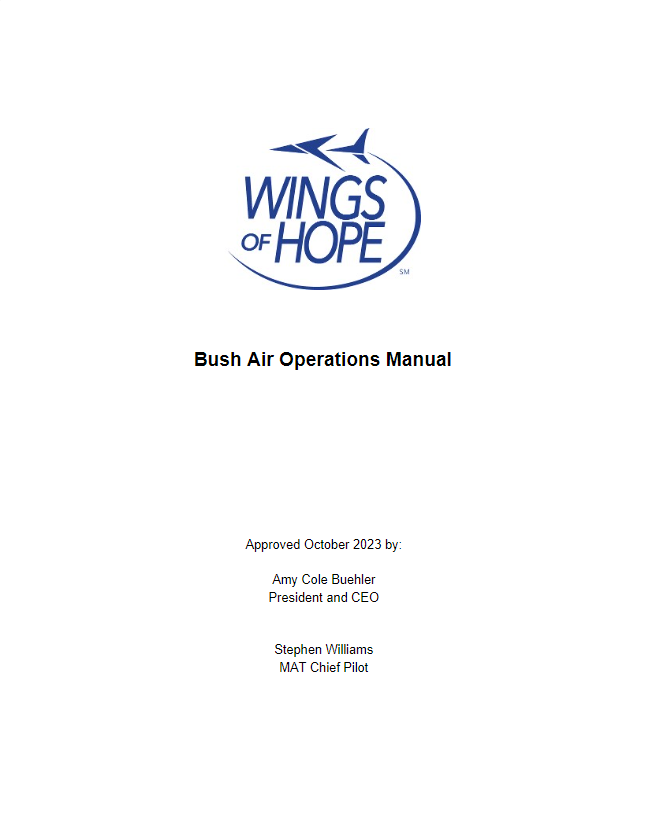 WINGS
OF HOPE
SM
Bush Air Operations Manual
Approved October 2023 by:
Amy Cole Buehler
President and CEO
Stephen Williams
MAT Chief Pilot